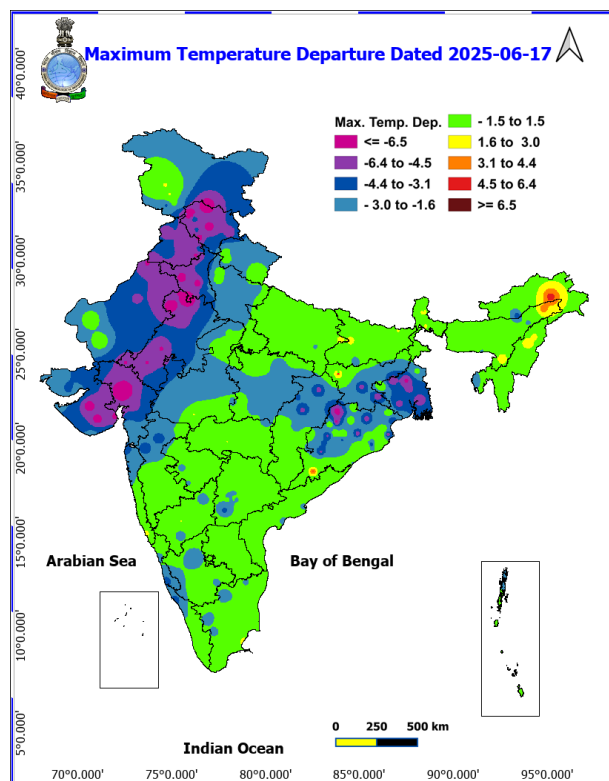 Maximum Temperature Departure Dated 2025-06-17
Max. Temp. Dep.
<= -6.5
-6.4 to -4.5
-4.4 to -3.1
- 3.0 to -1.6
- 1.5 to 1.5
1.6 to 3.0
3.1 to 4.4
4.5 to 6.4
>= 6.5
40°0.000'
35°0.000'
30°0.000'
25°0.000'
20°0.000'
15°0.000'
10°0.000'
5°0.000'
Arabian Sea
Bay of Bengal
0 250 500 km
Indian Ocean
70°0.000' 75°0.000' 80°0.000' 85°0.000' 90°0.000' 95°0.000'